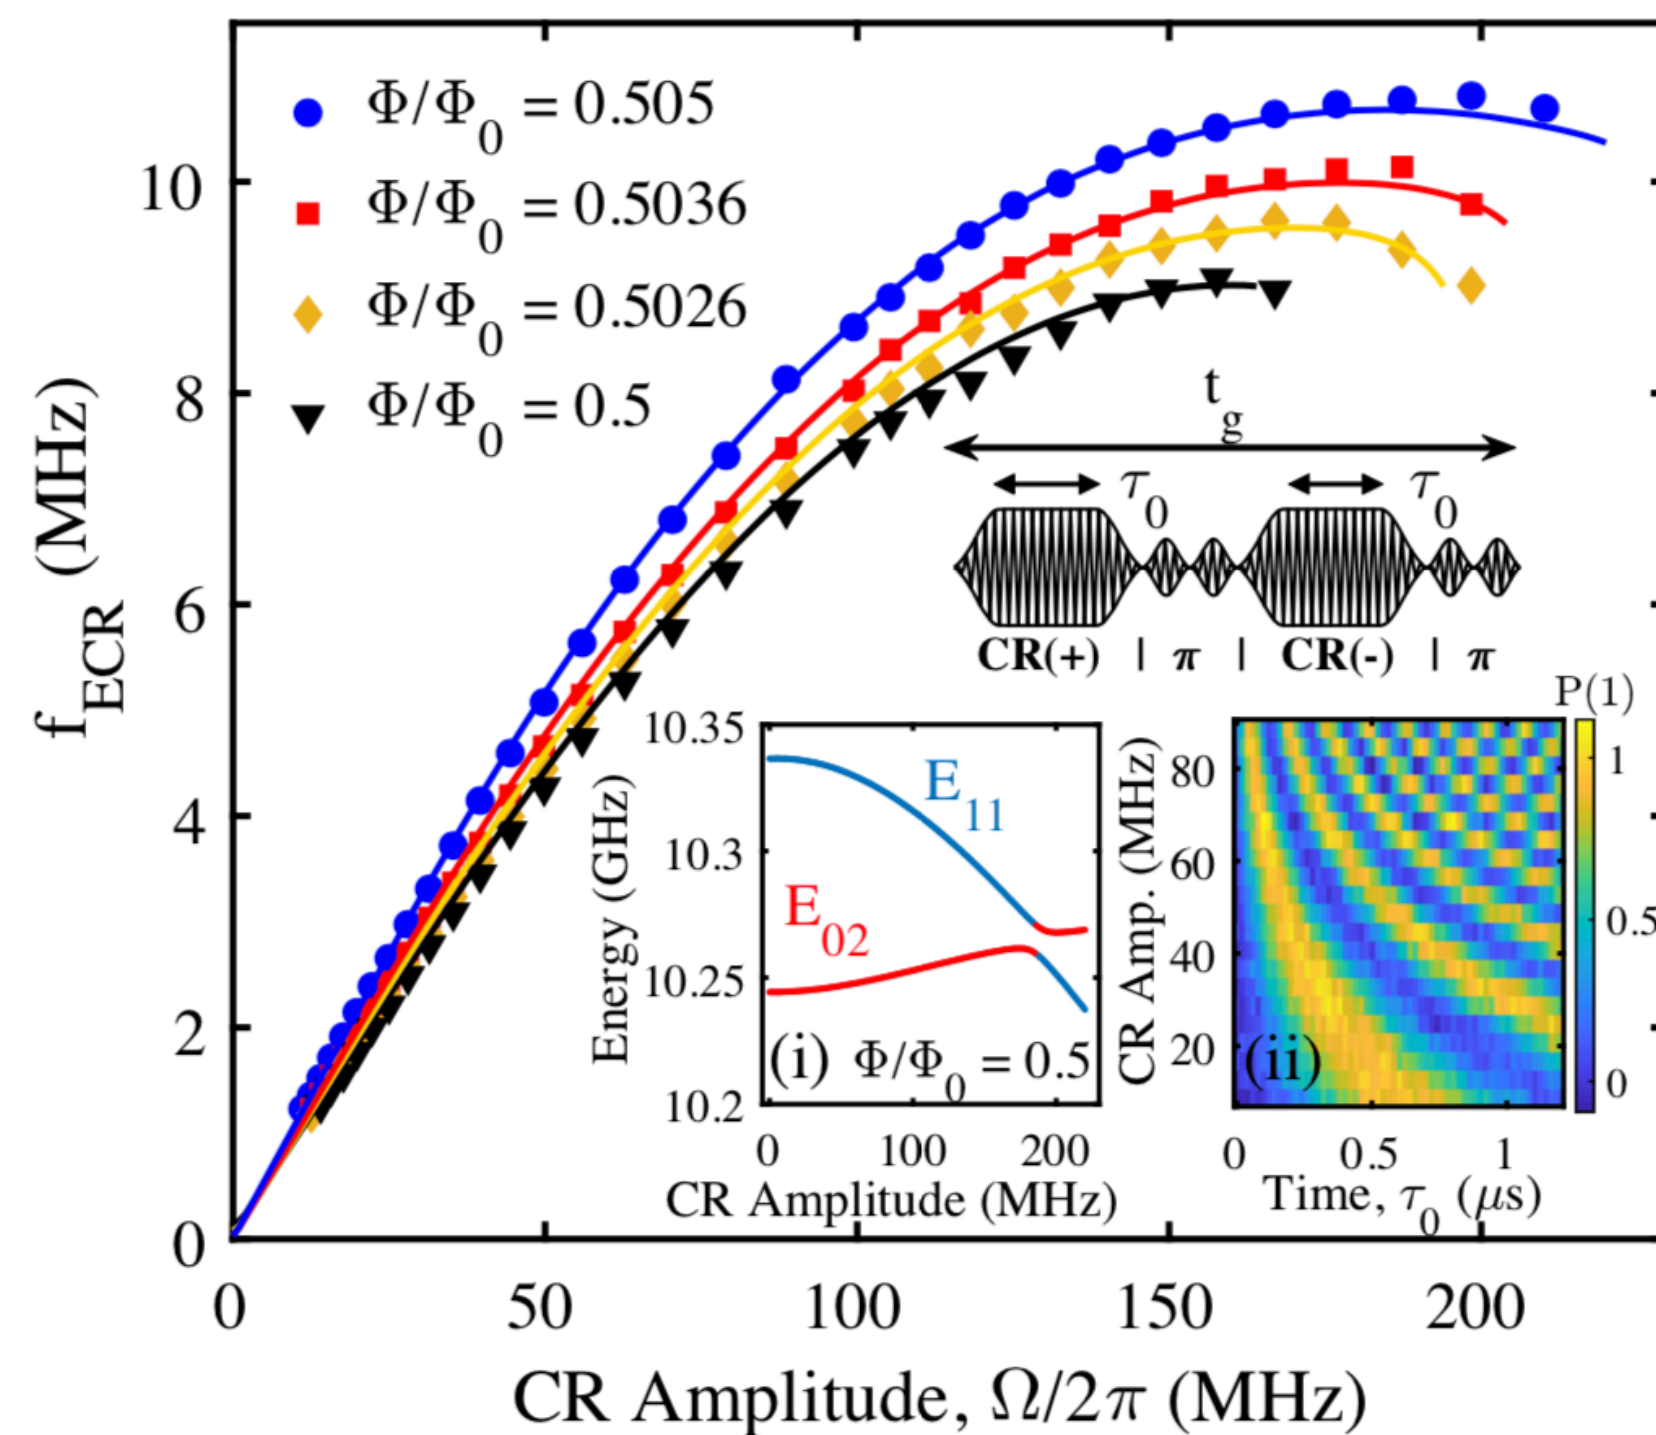 Φ/Φ₀ = 0.505
Φ/Φ₀ = 0.5036
Φ/Φ₀ = 0.5026
Φ/Φ₀ = 0.5
f_ECR (MHz)
10
8
6
4
2
0
0 50 100 150 200
CR Amplitude, Ω/2π (MHz)
t_g
τ₀ τ₀
CR(+) | π | CR(-) | π
10.35
10.3
10.25
10.2
Energy (GHz)
E₁₁
E₀₂
(i) Φ/Φ₀ = 0.5
0 100 200
CR Amplitude (MHz)
P(1)
80
60
40
20
CR Amp. (MHz)
(ii)
1
0.5
0
0 0.5 1
Time, τ₀ (μs)